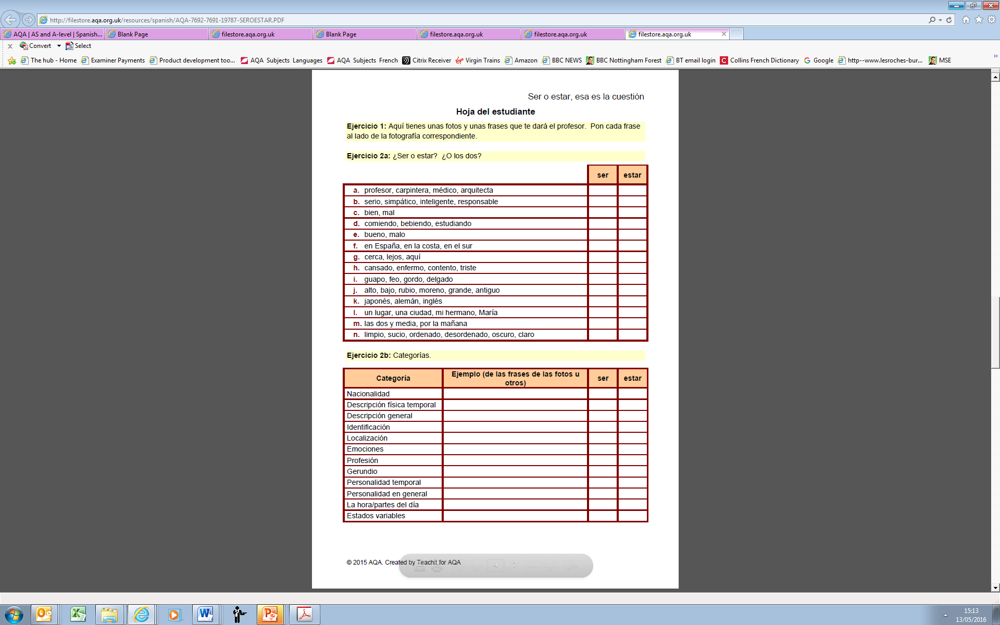 http://filestore.aqa.org.uk/resources/spanish/AQA-7692-7691-19787-SEROESTAR.PDF
AQA | AS and A-level | Spanish... Blank Page filestore.aqa.org.uk Blank Page filestore.aqa.org.uk filestore.aqa.org.uk filestore.aqa.org.uk
x Convert Select
The hub - Home Examiner Payments Product development too... AQA Subjects Languages AQA Subjects French Citrix Receiver Virgin Trains Amazon BBC NEWS BBC Nottingham Forest BT email login Collins French Dictionary Google http--www.lesroches-bur... MSE
Ser o estar, esa es la cuestión
Hoja del estudiante
Ejercicio 1: Aquí tienes unas fotos y unas frases que te dará el profesor. Pon cada frase
al lado de la fotografía correspondiente.
Ejercicio 2a: ¿Ser o estar? ¿O los dos?
ser estar
a. profesor, carpintera, médico, arquitecta
b. serio, simpático, inteligente, responsable
c. bien, mal
d. comiendo, bebiendo, estudiando
e. bueno, malo
f. en España, en la costa, en el sur
g. cerca, lejos, aquí
h. cansado, enfermo, contento, triste
i. guapo, feo, gordo, delgado
j. alto, bajo, rubio, moreno, grande, antiguo
k. japonés, alemán, inglés
l. un lugar, una ciudad, mi hermano, María
m. las dos y media, por la mañana
n. limpio, sucio, ordenado, desordenado, oscuro, claro
Ejercicio 2b: Categorías.
Categoría Ejemplo (de las frases de las fotos u otros) ser estar
Nacionalidad
Descripción física temporal
Descripción general
Identificación
Localización
Emociones
Profesión
Gerundio
Personalidad temporal
Personalidad en general
La hora/partes del día
Estados variables
© 2015 AQA. Created by Teachit for AQA
4 / 7
15:13
13/05/2016